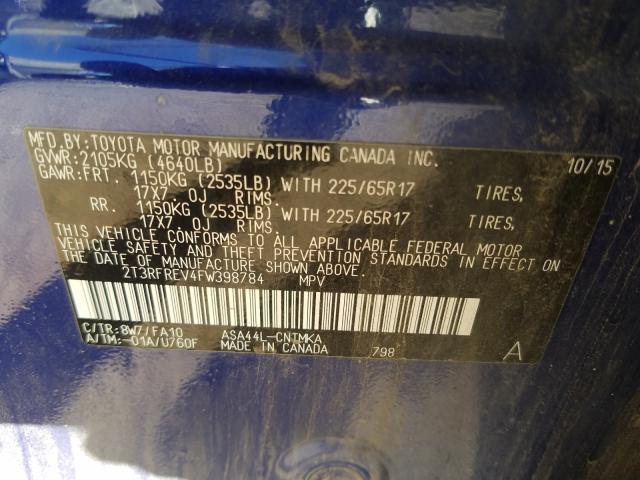 MFD.BY:TOYOTA MOTOR MANUFACTURING CANADA INC. 10/15
GVWR:2105KG (4640LB)
GAWR:FRT. 1150KG (2535LB) WITH 225/65R17 TIRES,
17X7 0J RIMS.
RR. 1150KG (2535LB) WITH 225/65R17 TIRES,
17X7 0J RIMS.
THIS VEHICLE CONFORMS TO ALL APPLICABLE FEDERAL MOTOR
VEHICLE SAFETY AND THEFT PREVENTION STANDARDS IN EFFECT ON
THE DATE OF MANUFACTURE SHOWN ABOVE.
2T3RFREV4FW398784 MPV
C/TR:8W7/FA10 ASA44L-CNTMKA
A/TM:-01A/U760F MADE IN CANADA 798 A